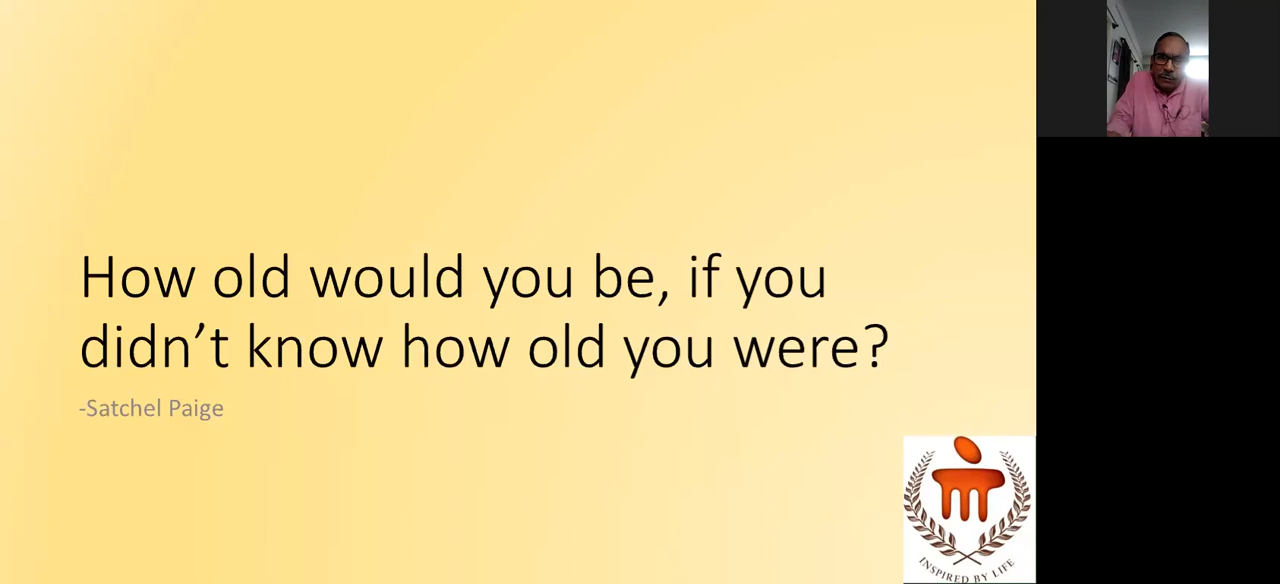 How old would you be, if you
didn’t know how old you were?
-Satchel Paige
INSPIRED BY LIFE